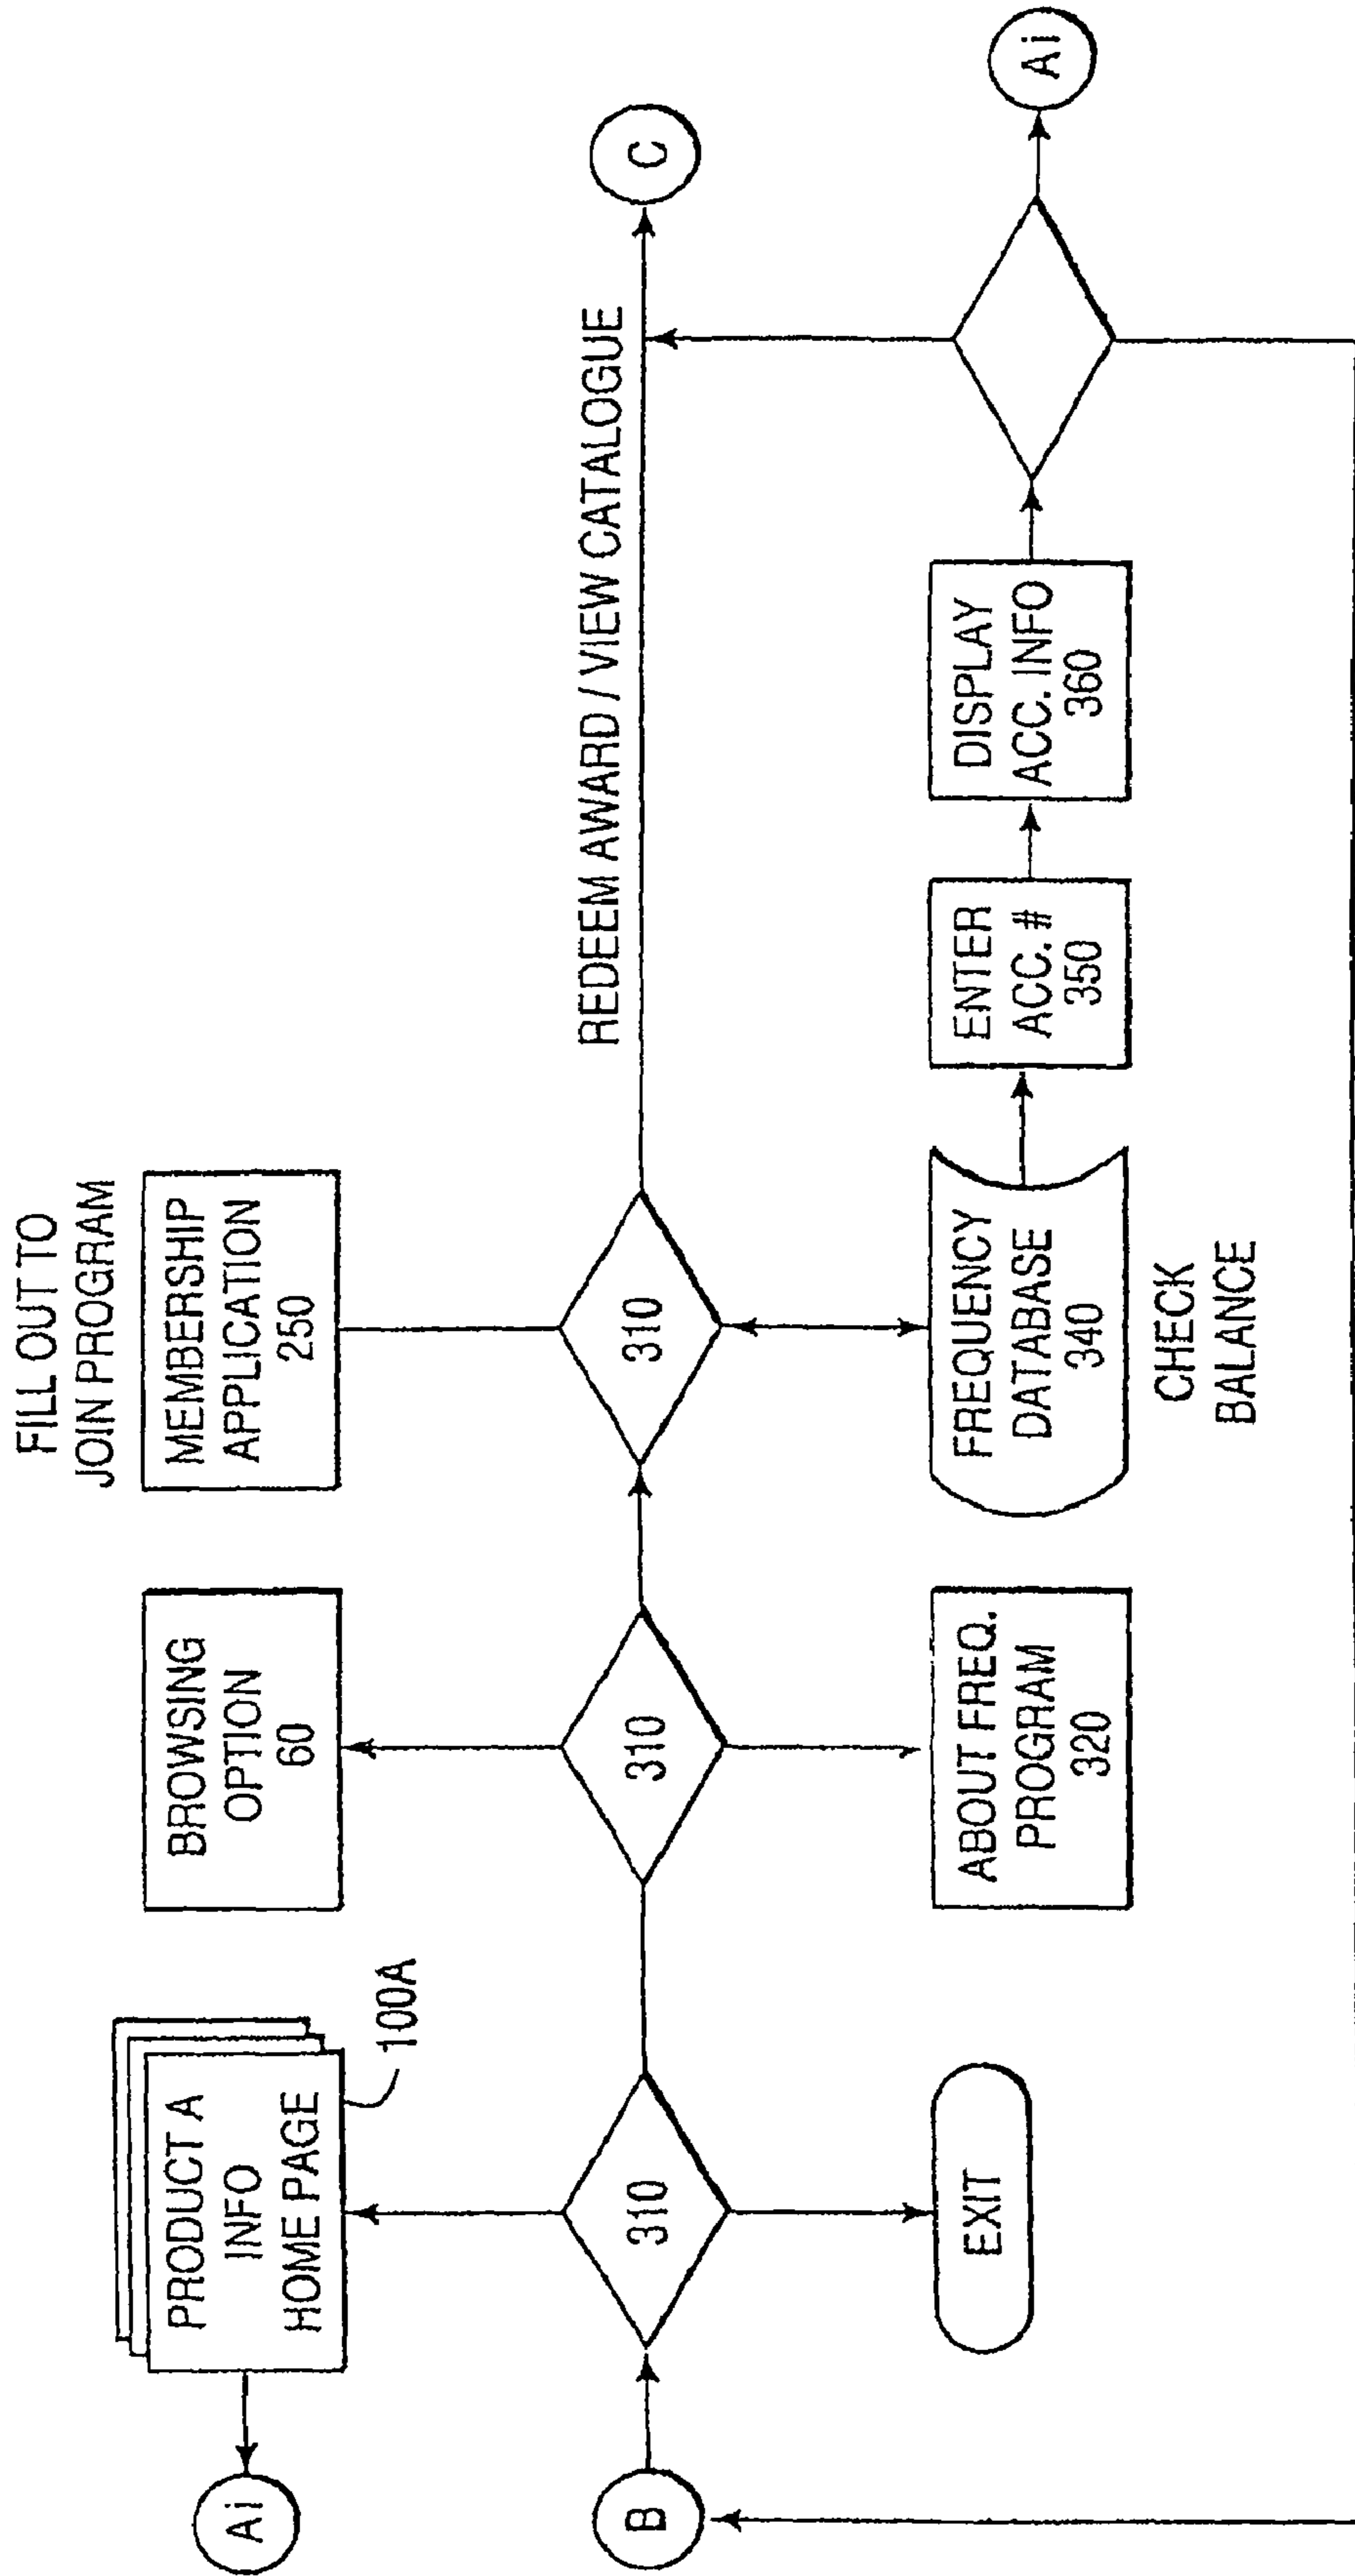 FILL OUT TO
JOIN PROGRAM
PRODUCT A
INFO
HOME PAGE
100A
BROWSING
OPTION
60
MEMBERSHIP
APPLICATION
250
Ai
B
310
310
310
REDEEM AWARD / VIEW CATALOGUE
C
EXIT
ABOUT FREQ.
PROGRAM
320
FREQUENCY
DATABASE
340
CHECK
BALANCE
ENTER
ACC. #
350
DISPLAY
ACC. INFO
360
Ai